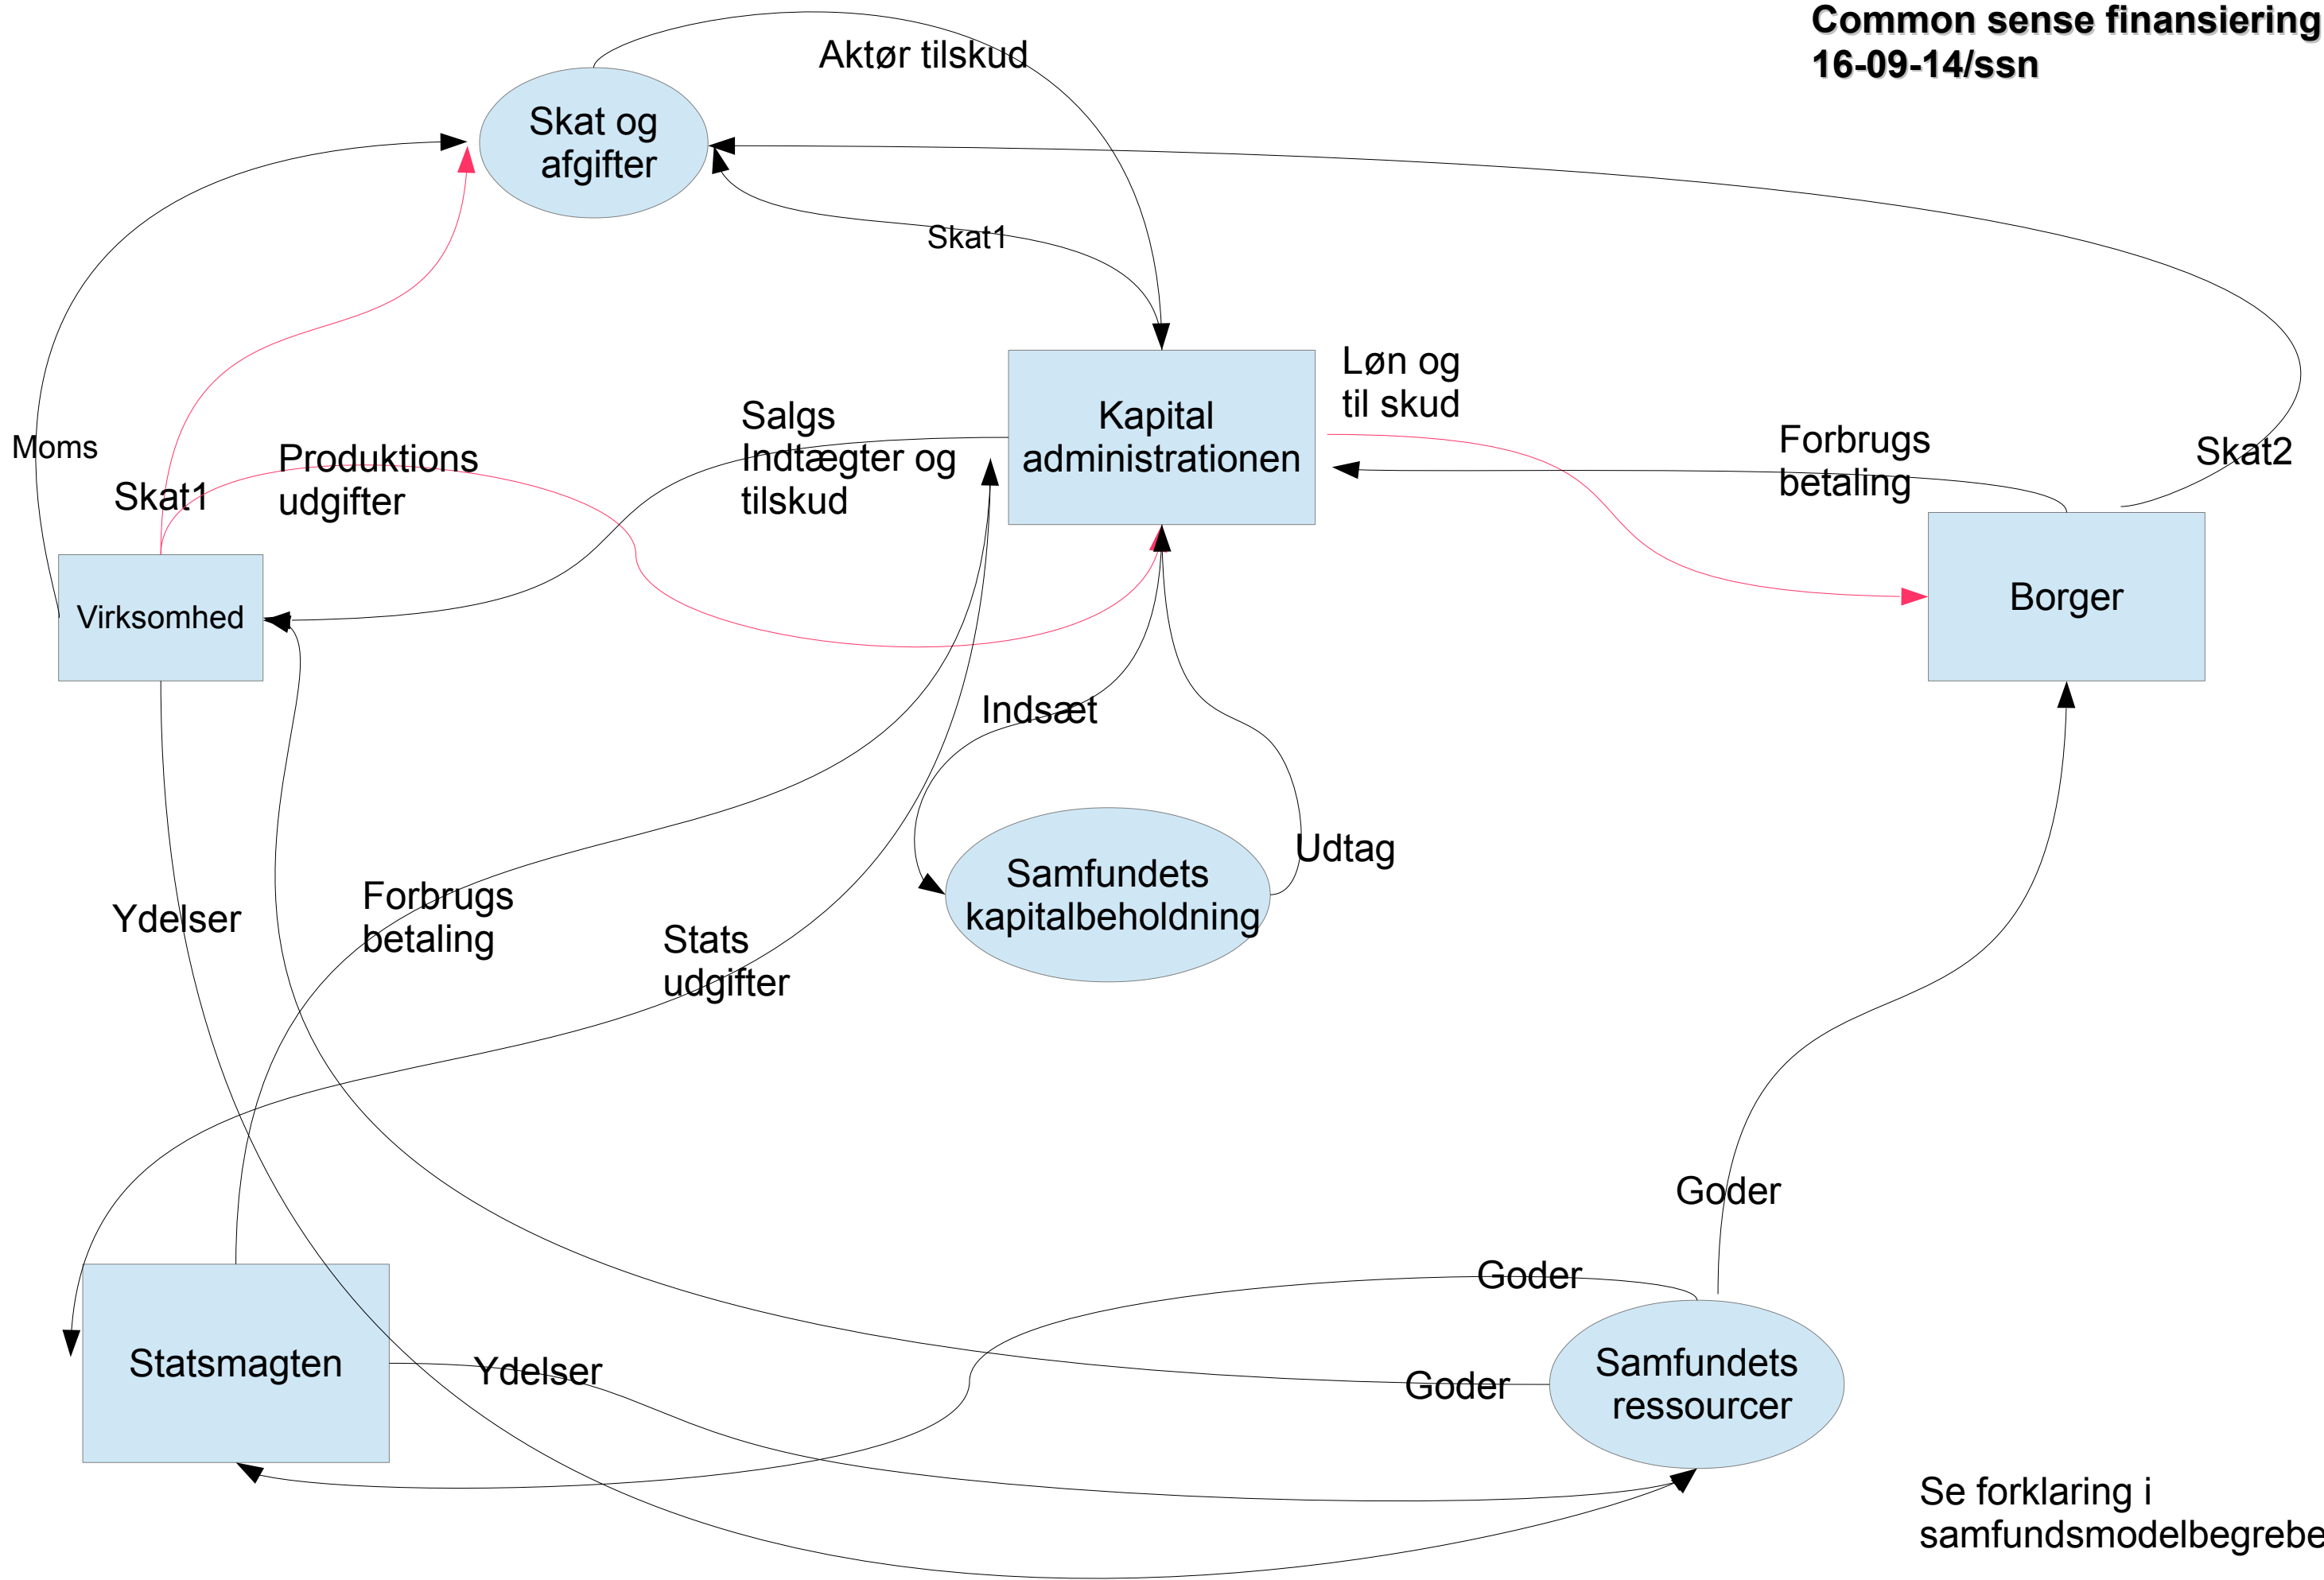 Common sense finansiering
16-09-14/ssn
Aktør tilskud
Skat og
afgifter
Skat1
Løn og
til skud
Kapital
administrationen
Salgs
Indtægter og
tilskud
Forbrugs
betaling
Skat2
Moms
Produktions
udgifter
Skat1
Virksomhed
Borger
Indsæt
Udtag
Samfundets
kapitalbeholdning
Forbrugs
betaling
Ydelser
Stats
udgifter
Goder
Goder
Statsmagten
Ydelser
Goder
Samfundets
ressourcer
Se forklaring i
samfundsmodelbegrebe